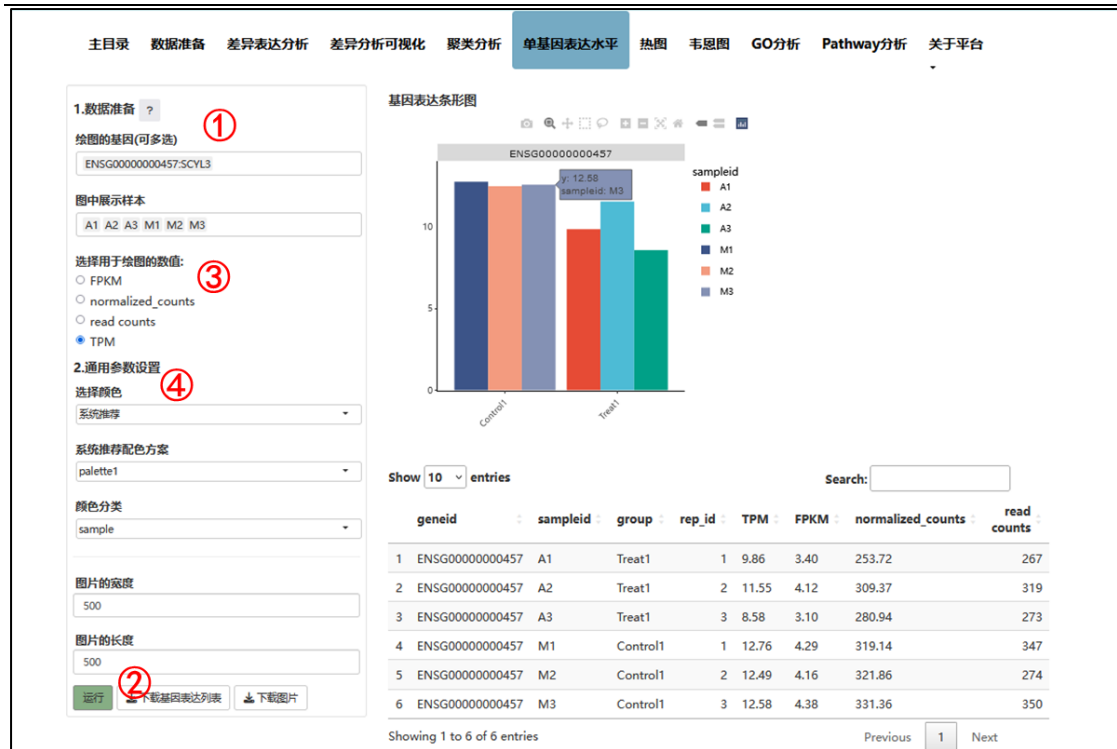 主目录 数据准备 差异表达分析 差异分析可视化 聚类分析 单基因表达水平 热图 韦恩图 GO分析 Pathway分析 关于平台
1.数据准备 ?
①
绘图的基因(可多选)
ENSG00000000457:SCYL3
图中展示样本
A1 A2 A3 M1 M2 M3
选择用于绘图的数值:
③
FPKM
normalized_counts
read counts
TPM
2.通用参数设置
④
选择颜色
系统推荐
系统推荐配色方案
palette1
颜色分类
sample
图片的宽度
500
图片的长度
500
②
运行 下载基因表达列表 下载图片
基因表达条形图
ENSG00000000457
y: 12.58
sampleid: M3
10
5
0
Control1 Treat1
sampleid
A1
A2
A3
M1
M2
M3
Show 10 entries Search:
geneid sampleid group rep_id TPM FPKM normalized_counts read counts
1 ENSG00000000457 A1 Treat1 1 9.86 3.40 253.72 267
2 ENSG00000000457 A2 Treat1 2 11.55 4.12 309.37 319
3 ENSG00000000457 A3 Treat1 3 8.58 3.10 280.94 273
4 ENSG00000000457 M1 Control1 1 12.76 4.29 319.14 347
5 ENSG00000000457 M2 Control1 2 12.49 4.16 321.86 274
6 ENSG00000000457 M3 Control1 3 12.58 4.38 331.36 350
Showing 1 to 6 of 6 entries Previous 1 Next